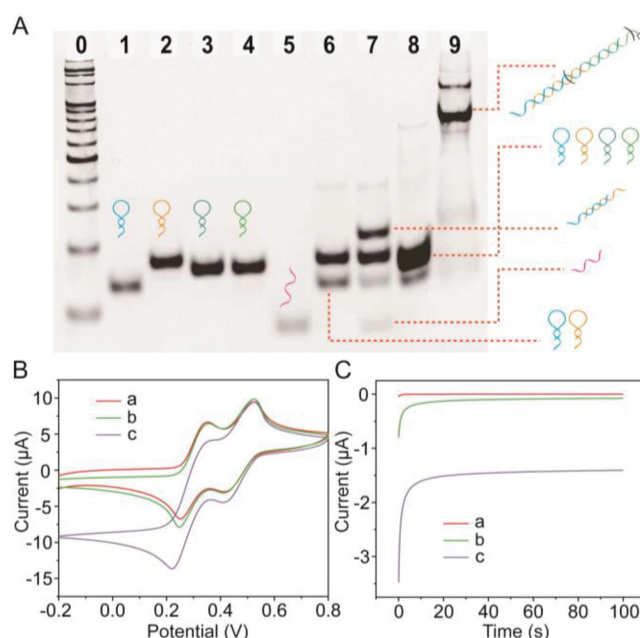 A
0 1 2 3 4 5 6 7 8 9
B
C
10
5
0
-5
-10
-15
Current (µA)
a
b
c
-0.2 0.0 0.2 0.4 0.6 0.8
Potential (V)
0
-1
-2
-3
Current (µA)
a
b
c
0 20 40 60 80 100
Time (s)